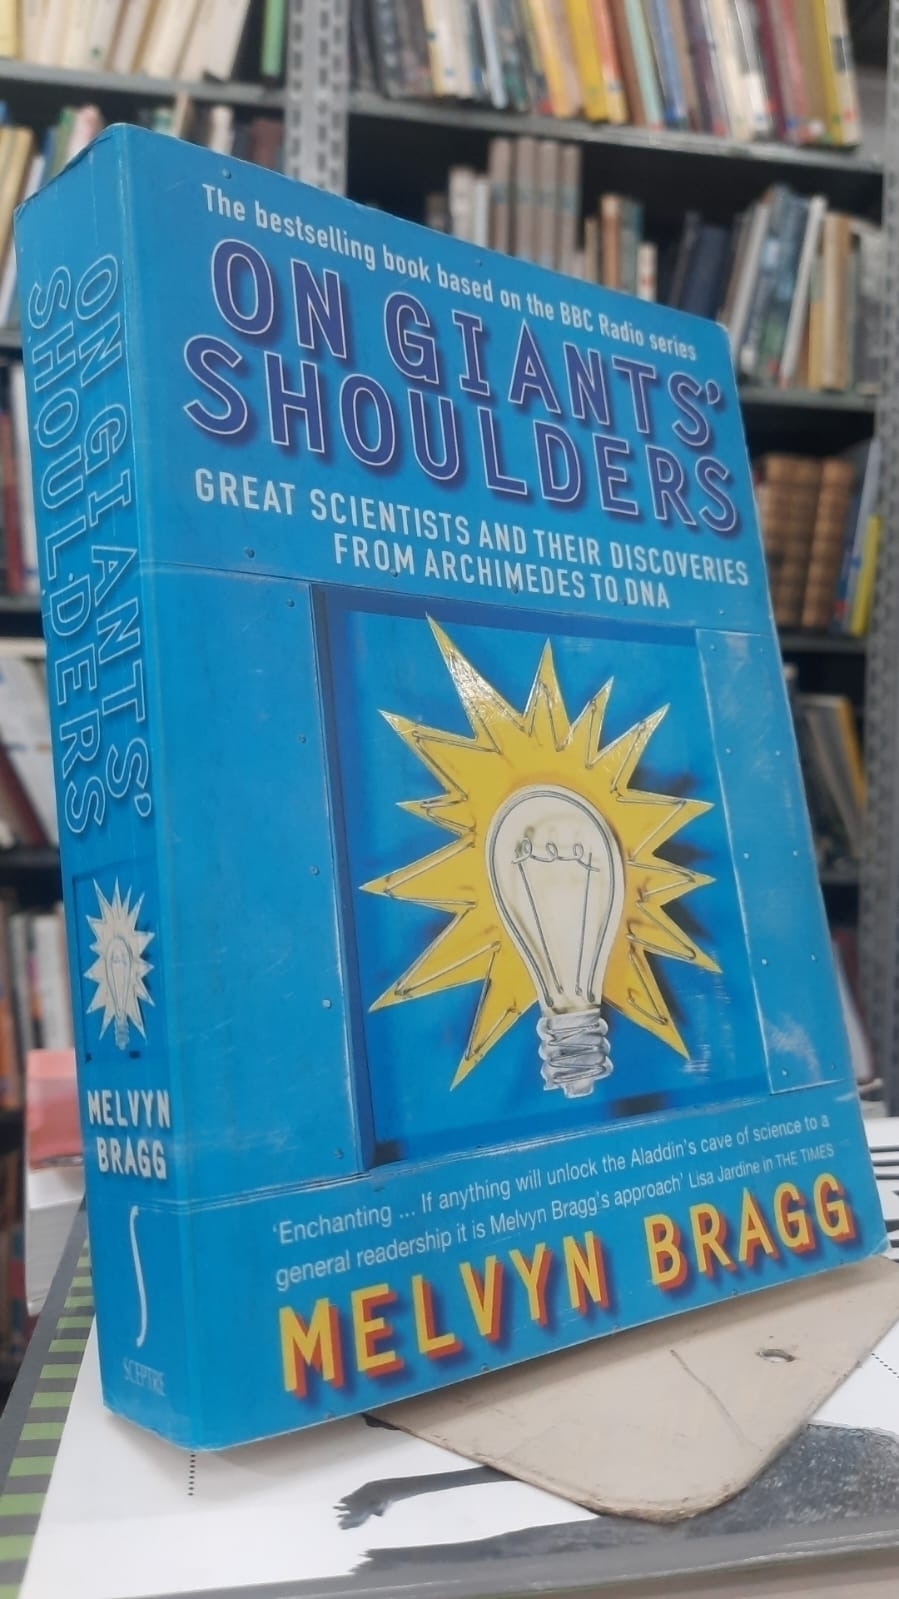 The bestselling book based on the BBC Radio series
ON GIANTS'
SHOULDERS
GREAT SCIENTISTS AND THEIR DISCOVERIES
FROM ARCHIMEDES TO DNA
'Enchanting ... If anything will unlock the Aladdin's cave of science to a
general readership it is Melvyn Bragg's approach' Lisa Jardine in THE TIMES
MELVYN BRAGG
ON GIANTS'
SHOULDERS
MELVYN
BRAGG
SCEPTRE